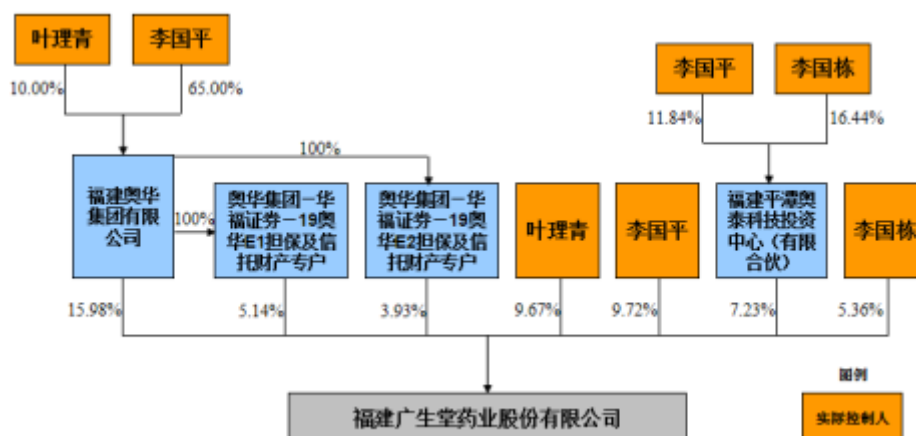 叶理青
李国平
10.00%
65.00%
李国平
李国栋
11.84%
16.44%
100%
福建奥华
集团有限
公司
100%
奥华集团－华
福证券－19奥
华E1担保及信
托财产专户
奥华集团－华
福证券－19奥
华E2担保及信
托财产专户
叶理青
李国平
福建平潭奥
泰科技投资
中心（有限
合伙）
李国栋
15.98%
5.14%
3.93%
9.67%
9.72%
7.23%
5.36%
图例
福建广生堂药业股份有限公司
实际控制人